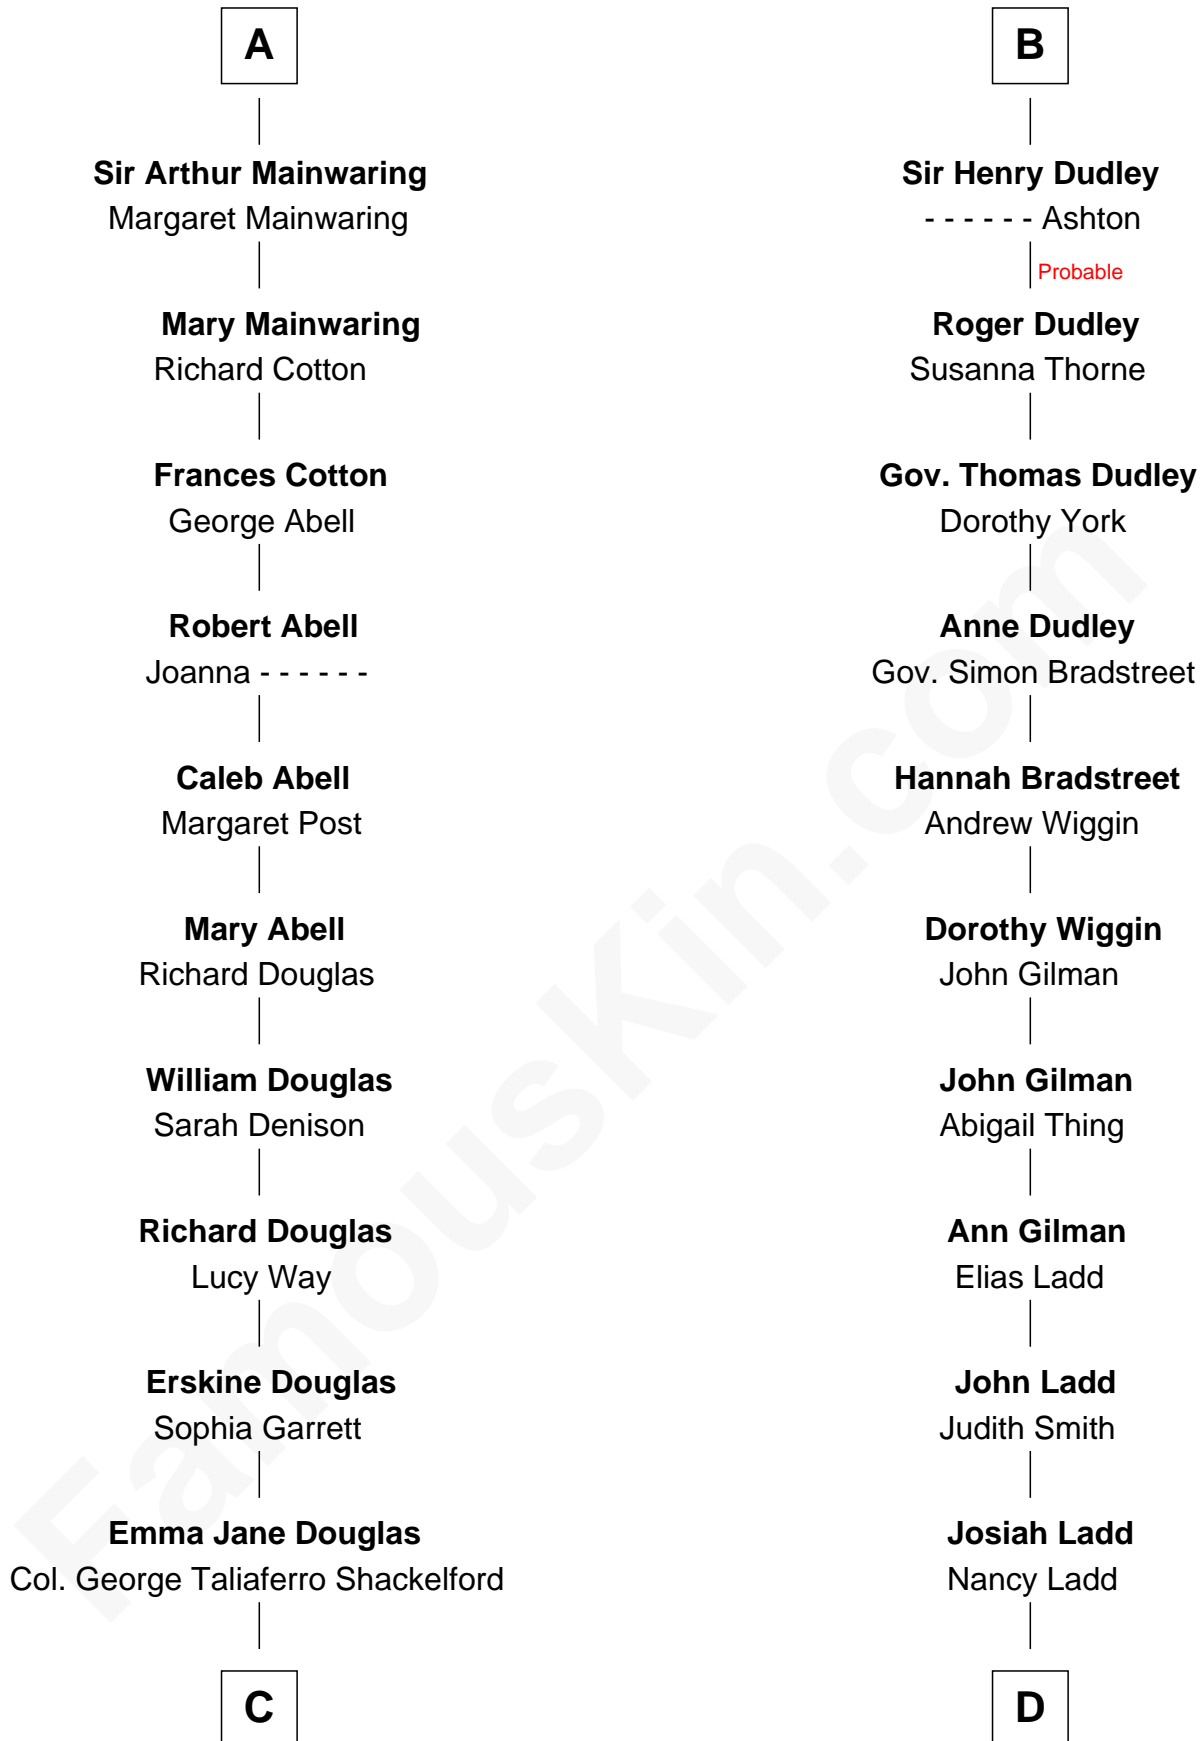 A
Sir Arthur Mainwaring
Margaret Mainwaring
Mary Mainwaring
Richard Cotton
Frances Cotton
George Abell
Robert Abell
Joanna - - - - - -
Caleb Abell
Margaret Post
Mary Abell
Richard Douglas
William Douglas
Sarah Denison
Richard Douglas
Lucy Way
Erskine Douglas
Sophia Garrett
Emma Jane Douglas
Col. George Taliaferro Shackelford
C
B
Sir Henry Dudley
- - - - - - Ashton
Probable
Roger Dudley
Susanna Thorne
Gov. Thomas Dudley
Dorothy York
Anne Dudley
Gov. Simon Bradstreet
Hannah Bradstreet
Andrew Wiggin
Dorothy Wiggin
John Gilman
John Gilman
Abigail Thing
Ann Gilman
Elias Ladd
John Ladd
Judith Smith
Josiah Ladd
Nancy Ladd
D
FamousKin.com